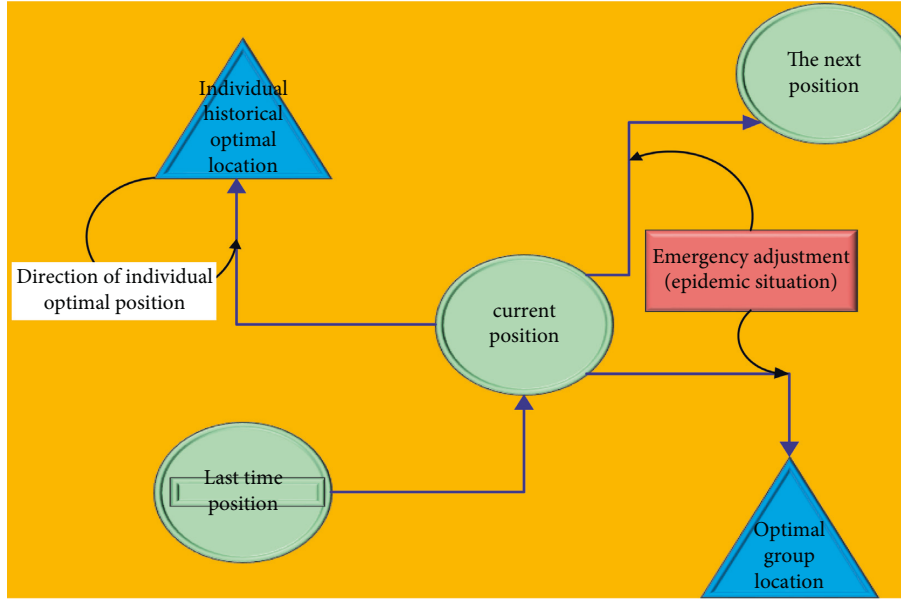 The next
position
Individual
historical
optimal
location
Direction of individual
optimal position
Emergency adjustment
(epidemic situation)
current
position
Last time
position
Optimal
group
location